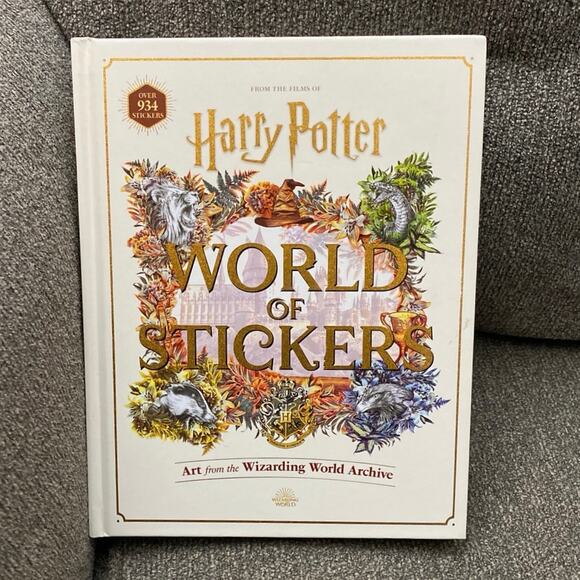 OVER
934
STICKERS
FROM THE FILMS OF
Harry Potter
WORLD
OF
STICKERS
H
Art from the Wizarding World Archive
WIZARDING
WORLD